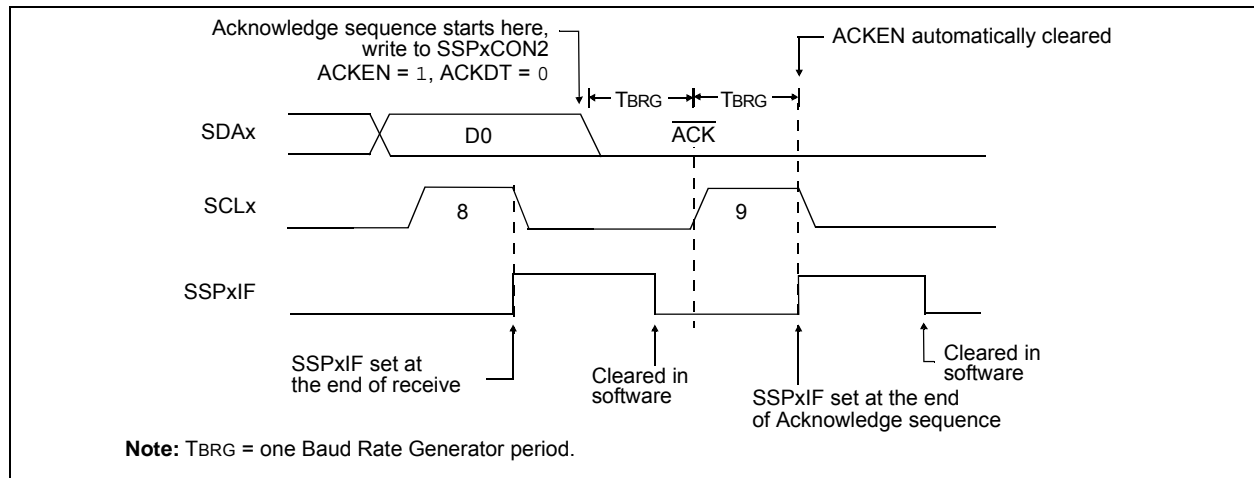 Acknowledge sequence starts here,
write to SSPxCON2
ACKEN = 1, ACKDT = 0
ACKEN automatically cleared
TBRG
TBRG
SDAx
D0
ACK
SCLx
8
9
SSPxIF
SSPxIF set at
the end of receive
Cleared in
software
SSPxIF set at the end
of Acknowledge sequence
Cleared in
software
Note: TBRG = one Baud Rate Generator period.